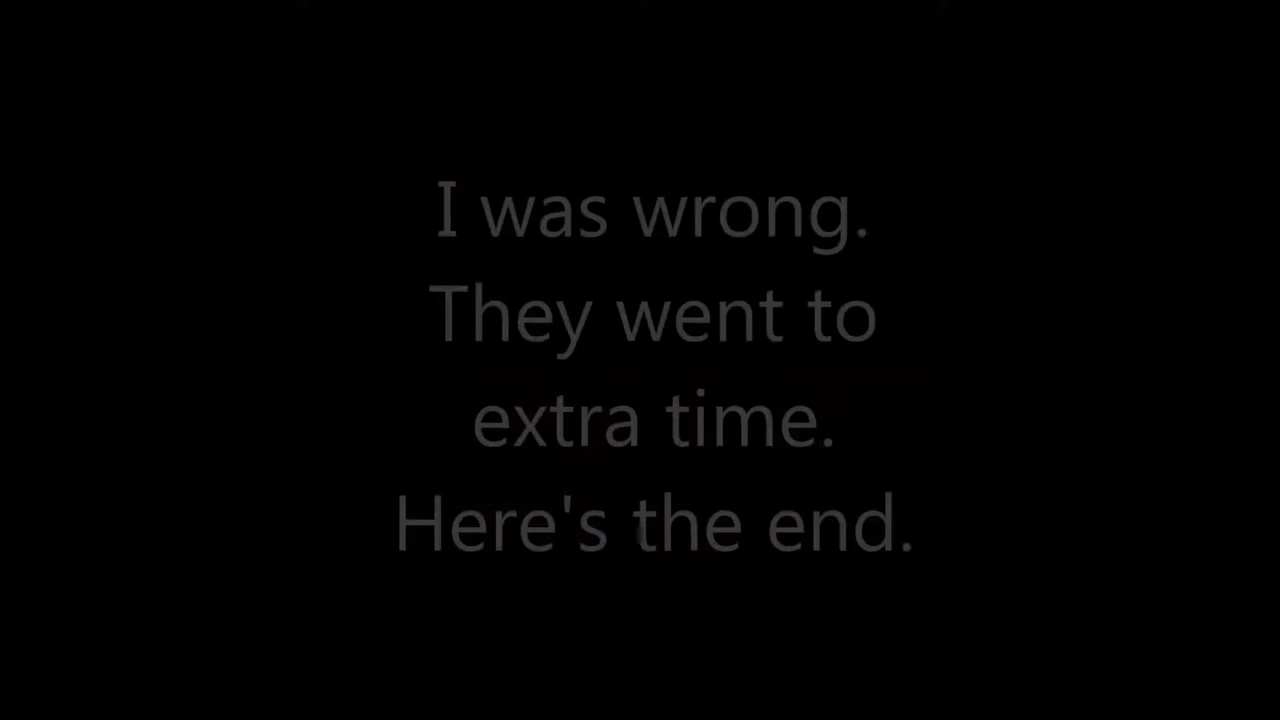 I was wrong.
They went to
extra time.
Here's the end.